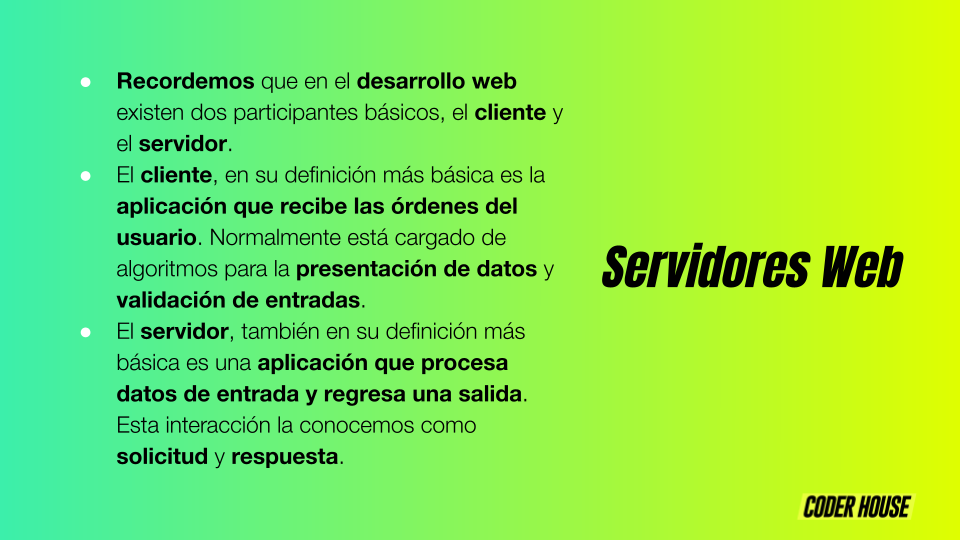 ● Recordemos que en el desarrollo web
existen dos participantes básicos, el cliente y
el servidor.
● El cliente, en su definición más básica es la
aplicación que recibe las órdenes del
usuario. Normalmente está cargado de
algoritmos para la presentación de datos y
validación de entradas.
● El servidor, también en su definición más
básica es una aplicación que procesa
datos de entrada y regresa una salida.
Esta interacción la conocemos como
solicitud y respuesta.
Servidores Web
CODER HOUSE